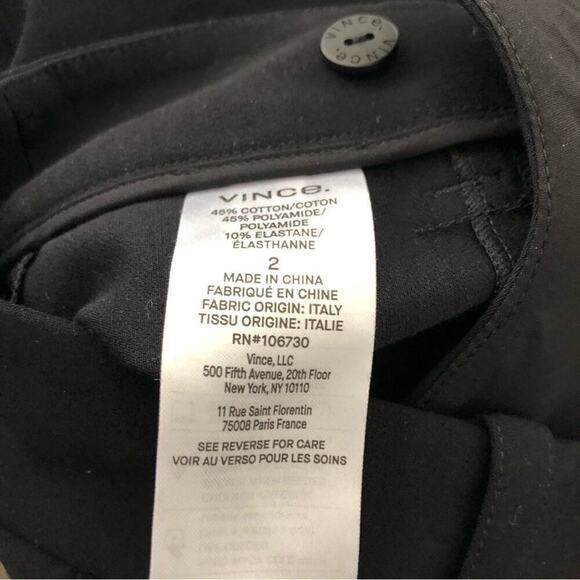 VINCE.
VINCE.
VINCE.
45% COTTON/COTON
45% POLYAMIDE/
POLYAMIDE
10% ELASTANE/
ÉLASTHANNE
2
MADE IN CHINA
FABRIQUÉ EN CHINE
FABRIC ORIGIN: ITALY
TISSU ORIGINE: ITALIE
RN#106730
Vince, LLC
500 Fifth Avenue, 20th Floor
New York, NY 10110
11 Rue Saint Florentin
75008 Paris France
SEE REVERSE FOR CARE
VOIR AU VERSO POUR LES SOINS